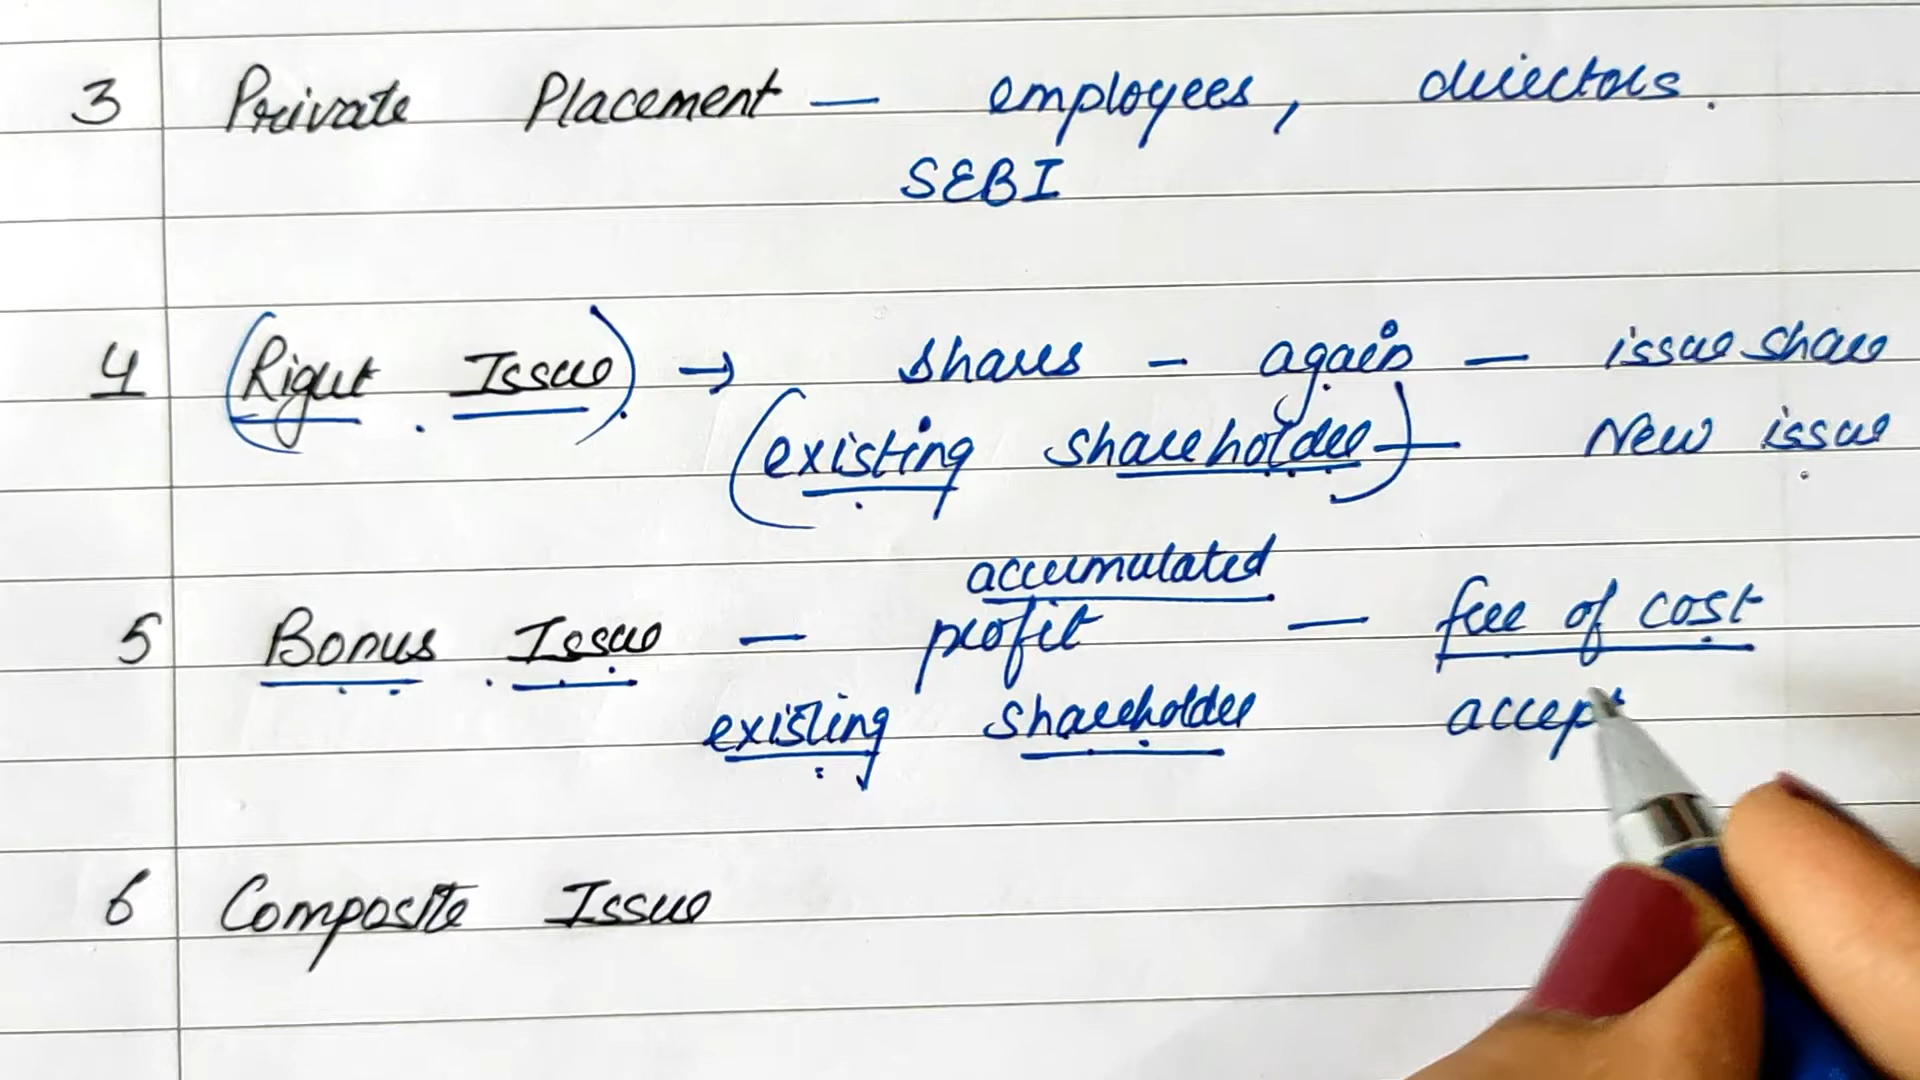 3 Private Placement — employees, directors.
SEBI
4 (Right Issue) → shares - again - issue share
(existing shareholder) — New issue
accumulated
5 Bonus Issue — profit — free of cost
existing shareholder accept
6 Composite Issue